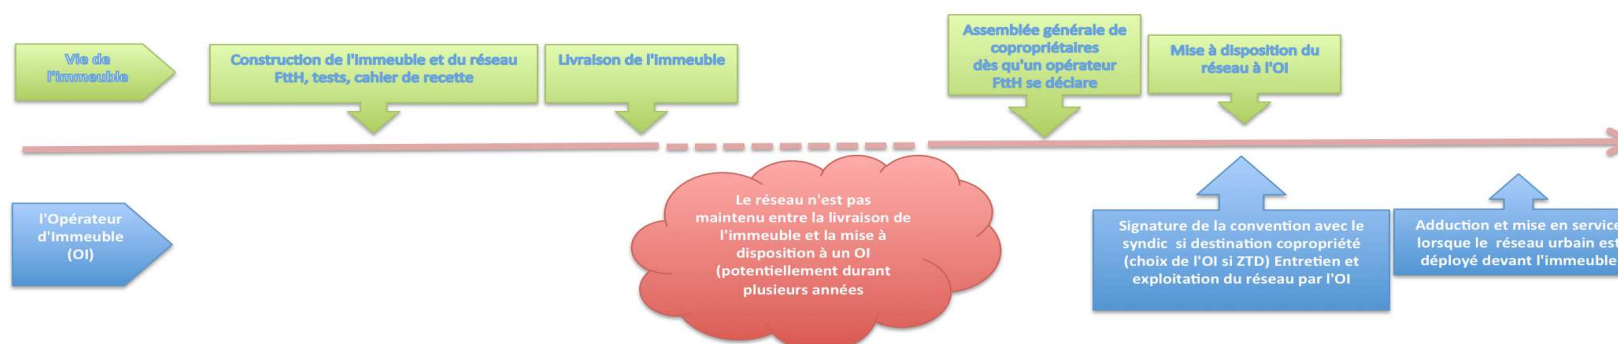 Vie de
l'immeuble
Construction de l'Immeuble et du réseau
FttH, tests, cahier de recette
Livraison de l'Immeuble
Assemblée générale de
copropriétaires
dès qu'un opérateur
FttH se déclare
Mise à disposition du
réseau à l'OI
Le réseau n'est pas
maintenu entre la livraison de
l'immeuble et la mise à
disposition à un OI
(potentiellement durant
plusieurs années
l'Opérateur
d'Immeuble
(OI)
Signature de la convention avec le
syndic si destination copropriété
(choix de l'OI si ZTD) Entretien et
exploitation du réseau par l'OI
Adduction et mise en service
lorsque le réseau urbain est
déployé devant l'immeuble